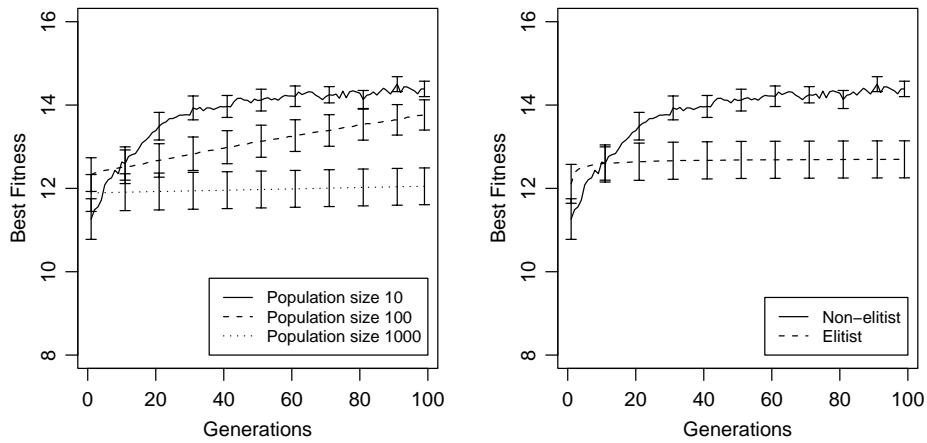 Best Fitness
16
14
12
10
8
0 20 40 60 80 100
Generations
Population size 10
Population size 100
Population size 1000
Best Fitness
16
14
12
10
8
0 20 40 60 80 100
Generations
Non−elitist
Elitist